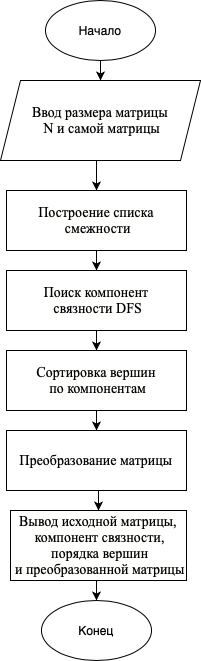 Начало
Ввод размера матрицы
N и самой матрицы
Построение списка
смежности
Поиск компонент
связности DFS
Сортировка вершин
по компонентам
Преобразование матрицы
Вывод исходной матрицы,
компонент связности,
порядка вершин
и преобразованной матрицы
Конец